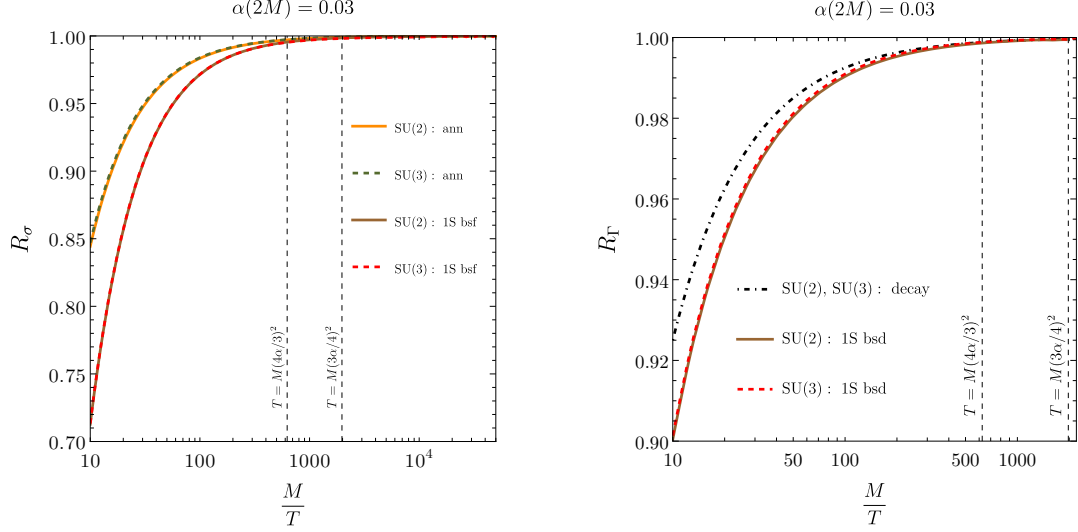 α(2M) = 0.03
1.00
0.95
0.90
0.85
0.80
0.75
0.70
R_σ
SU(2) : ann
SU(3) : ann
SU(2) : 1S bsf
SU(3) : 1S bsf
T = M(4α/3)²
T = M(3α/4)²
10
100
1000
10⁴
M/T
α(2M) = 0.03
1.00
0.98
0.96
0.94
0.92
0.90
R_Γ
SU(2), SU(3) : decay
SU(2) : 1S bsd
SU(3) : 1S bsd
T = M(4α/3)²
T = M(3α/4)²
10
50
100
500
1000
M/T